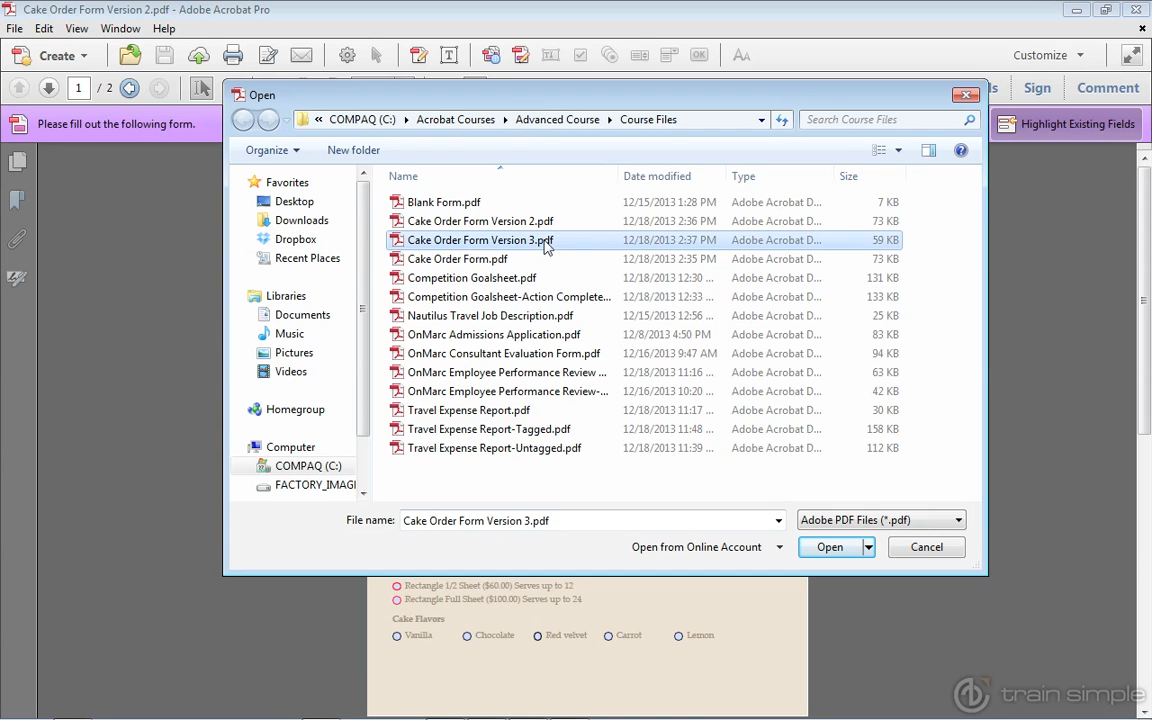 Cake Order Form Version 2.pdf - Adobe Acrobat Pro
File Edit View Window Help
Create
Customize
1 / 2
Sign
Comment
Please fill out the following form.
Highlight Existing Fields
Open
« COMPAQ (C:) Acrobat Courses Advanced Course Course Files
Search Course Files
Organize
New folder
Favorites
Desktop
Downloads
Dropbox
Recent Places
Libraries
Documents
Music
Pictures
Videos
Homegroup
Computer
COMPAQ (C:)
FACTORY_IMAG
Name Date modified Type Size
Blank Form.pdf 12/15/2013 1:28 PM Adobe Acrobat D... 7 KB
Cake Order Form Version 2.pdf 12/18/2013 2:36 PM Adobe Acrobat D... 73 KB
Cake Order Form Version 3.pdf 12/18/2013 2:37 PM Adobe Acrobat D... 59 KB
Cake Order Form.pdf 12/18/2013 2:35 PM Adobe Acrobat D... 73 KB
Competition Goalsheet.pdf 12/18/2013 12:30 ... Adobe Acrobat D... 131 KB
Competition Goalsheet-Action Complete... 12/18/2013 12:33 ... Adobe Acrobat D... 133 KB
Nautilus Travel Job Description.pdf 12/15/2013 12:56 ... Adobe Acrobat D... 25 KB
OnMarc Admissions Application.pdf 12/8/2013 4:50 PM Adobe Acrobat D... 83 KB
OnMarc Consultant Evaluation Form.pdf 12/16/2013 9:47 AM Adobe Acrobat D... 94 KB
OnMarc Employee Performance Review ... 12/18/2013 11:16 ... Adobe Acrobat D... 63 KB
OnMarc Employee Performance Review-... 12/16/2013 10:20 ... Adobe Acrobat D... 42 KB
Travel Expense Report.pdf 12/18/2013 11:17 ... Adobe Acrobat D... 30 KB
Travel Expense Report-Tagged.pdf 12/18/2013 11:48 ... Adobe Acrobat D... 158 KB
Travel Expense Report-Untagged.pdf 12/18/2013 11:39 ... Adobe Acrobat D... 112 KB
File name: Cake Order Form Version 3.pdf
Adobe PDF Files (*.pdf)
Open from Online Account
Open
Cancel
Rectangle 1/2 Sheet ($60.00) Serves up to 12
Rectangle Full Sheet ($100.00) Serves up to 24
Cake Flavors
Vanilla Chocolate Red velvet Carrot Lemon
train simple